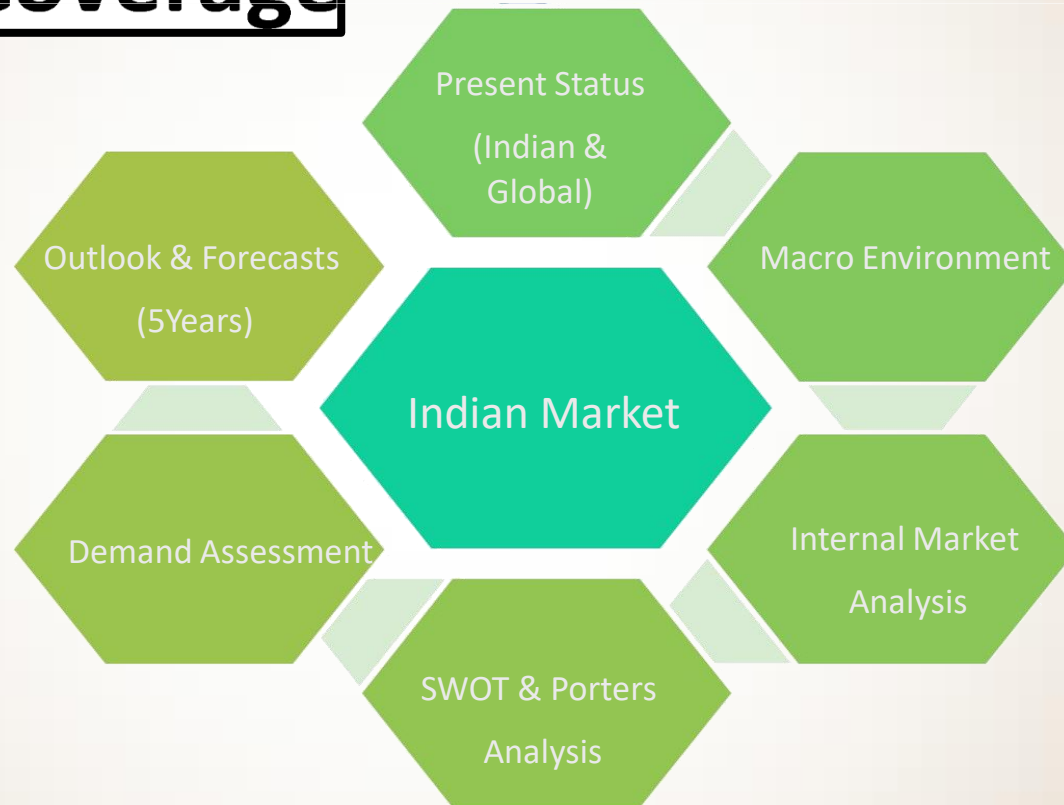 Coverage
Present Status
(Indian &
Global)
Outlook & Forecasts
(5Years)
Macro Environment
Indian Market
Demand Assessment
Internal Market
Analysis
SWOT & Porters
Analysis